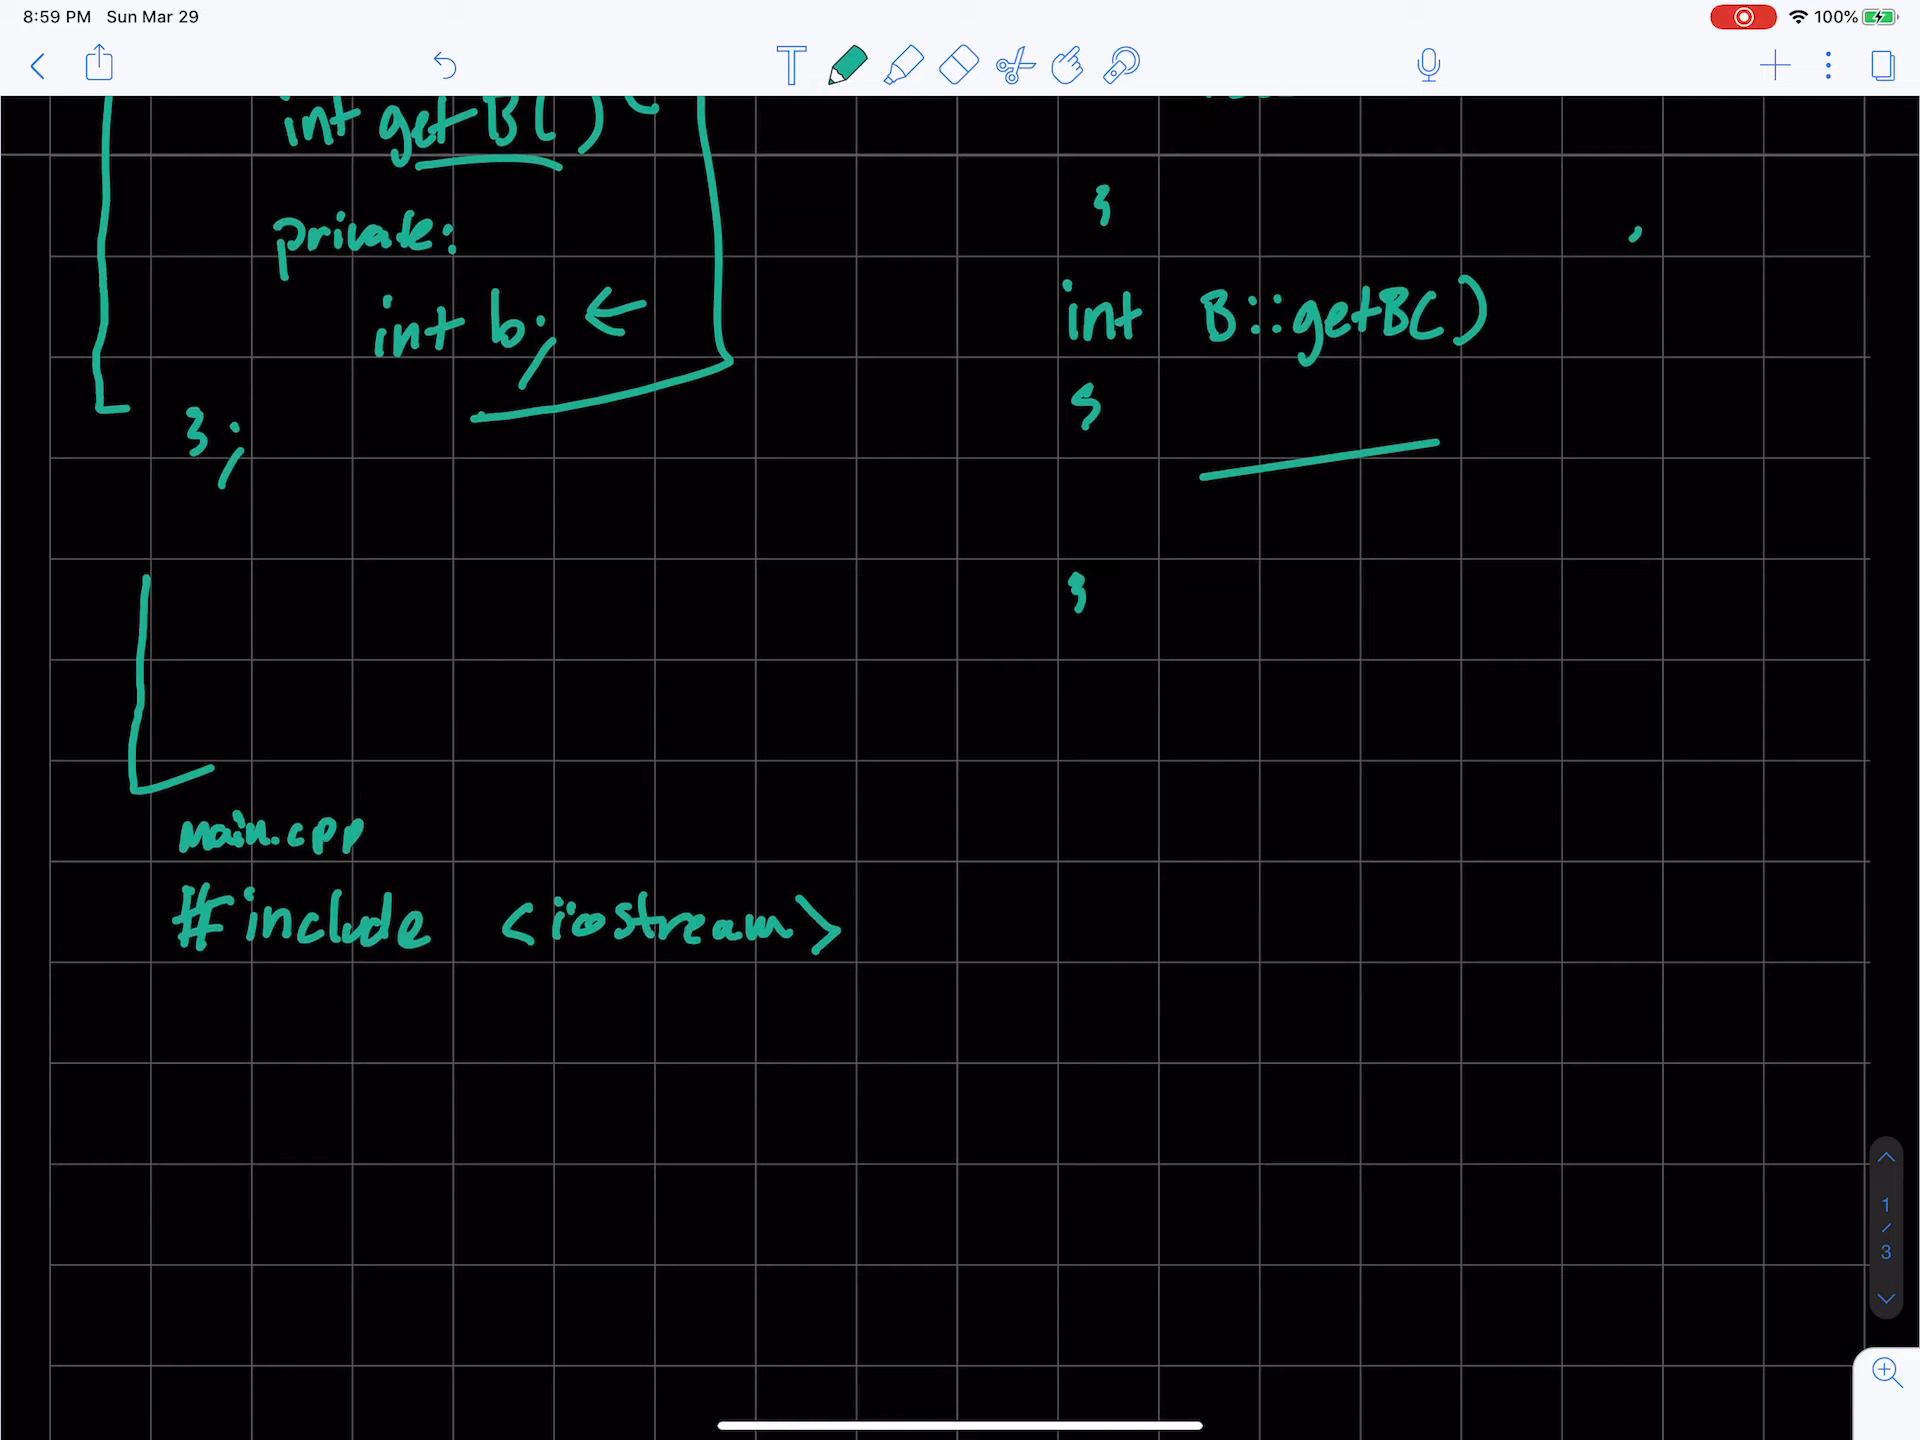 8:59 PM Sun Mar 29
100%
int getB()
private:
int b;
};
}
int B::getB()
{
}
main.cpp
#include <iostream>
1
/
3